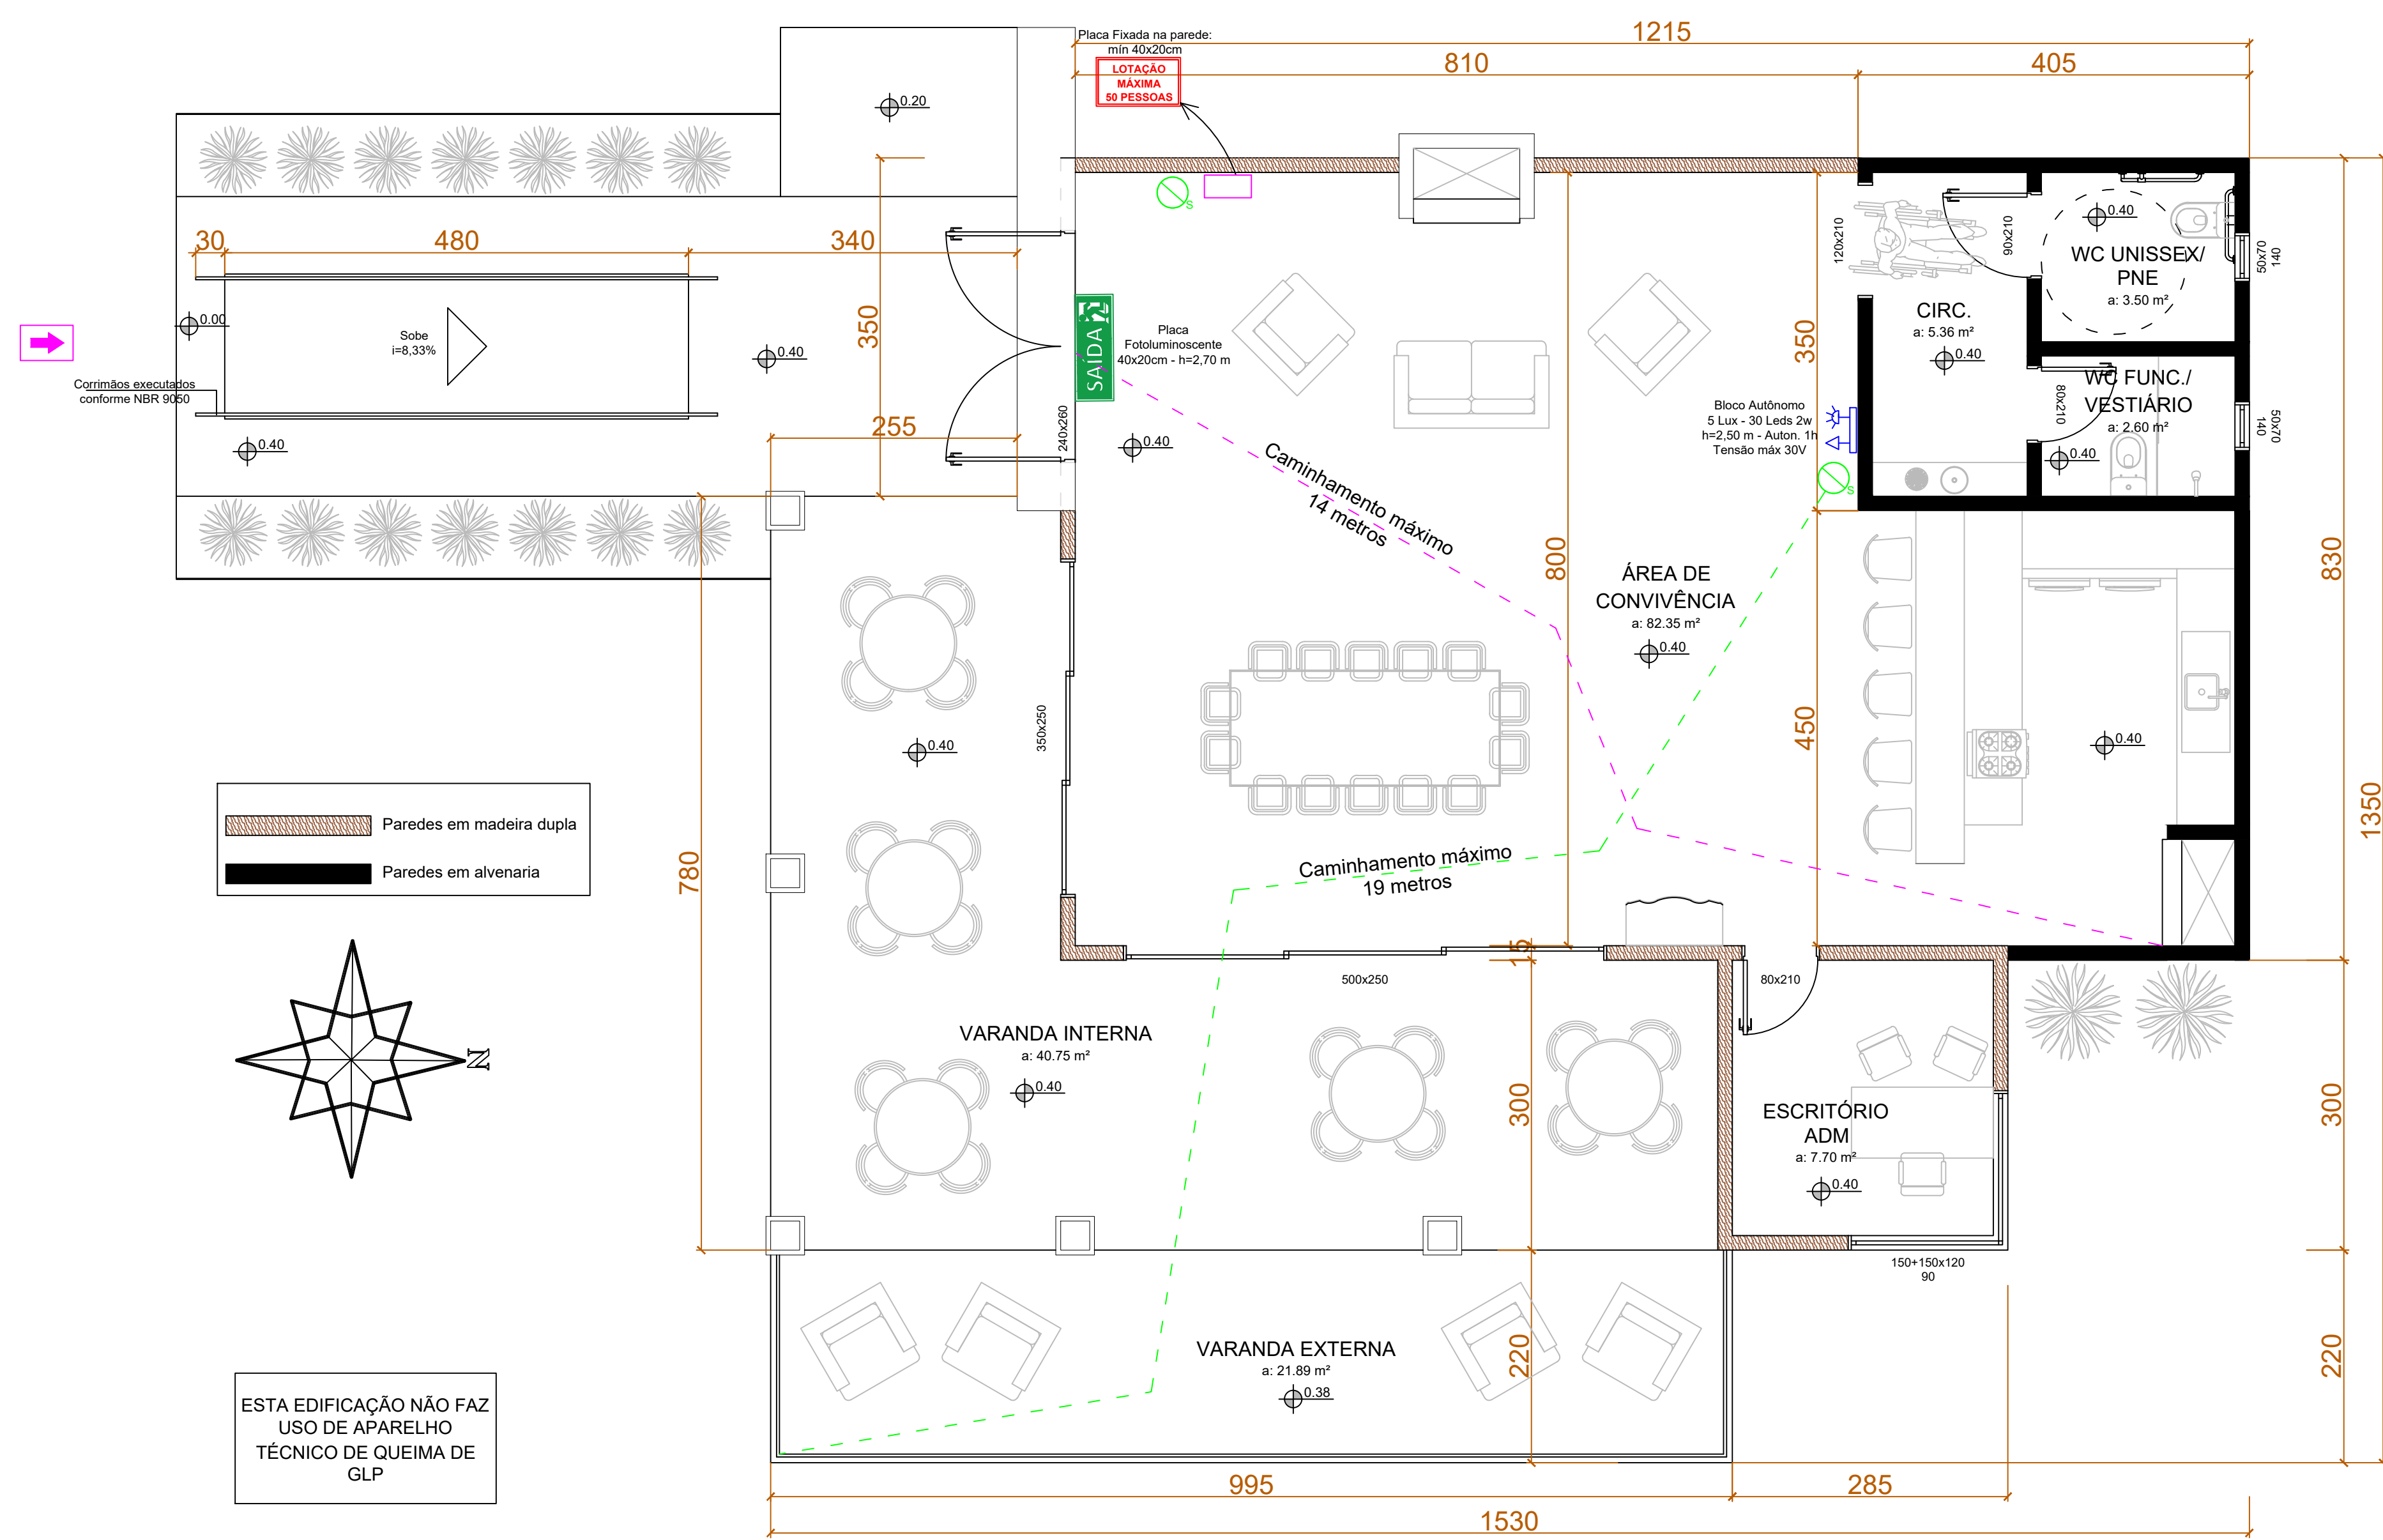 Placa Fixada na parede:
mín 40x20cm
LOTAÇÃO
MÁXIMA
50 PESSOAS
1215
810
405
0.20
30
480
340
350
0.00
Sobe
i=8,33%
0.40
Corrimãos executados
conforme NBR 9050
0.40
255
240x260
SAÍDA
Placa
Fotoluminoscente
40x20cm - h=2,70 m
0.40
S
120x210
90x210
0.40
WC UNISSEX/
PNE
a: 3.50 m²
50x70
140
CIRC.
a: 5.36 m²
0.40
350
80x210
WC FUNC./
VESTIÁRIO
a: 2.60 m²
0.40
50x70
140
Bloco Autônomo
5 Lux - 30 Leds 2w
h=2,50 m - Auton. 1h
Tensão máx 30V
S
Caminhamento máximo
14 metros
800
ÁREA DE
CONVIVÊNCIA
a: 82.35 m²
0.40
450
830
1350
0.40
350x250
0.40
780
Paredes em madeira dupla
Paredes em alvenaria
Caminhamento máximo
19 metros
15
500x250
80x210
N
VARANDA INTERNA
a: 40.75 m²
0.40
300
ESCRITÓRIO
ADM
a: 7.70 m²
0.40
300
150+150x120
90
VARANDA EXTERNA
a: 21.89 m²
0.38
220
220
ESTA EDIFICAÇÃO NÃO FAZ
USO DE APARELHO
TÉCNICO DE QUEIMA DE
GLP
995
285
1530